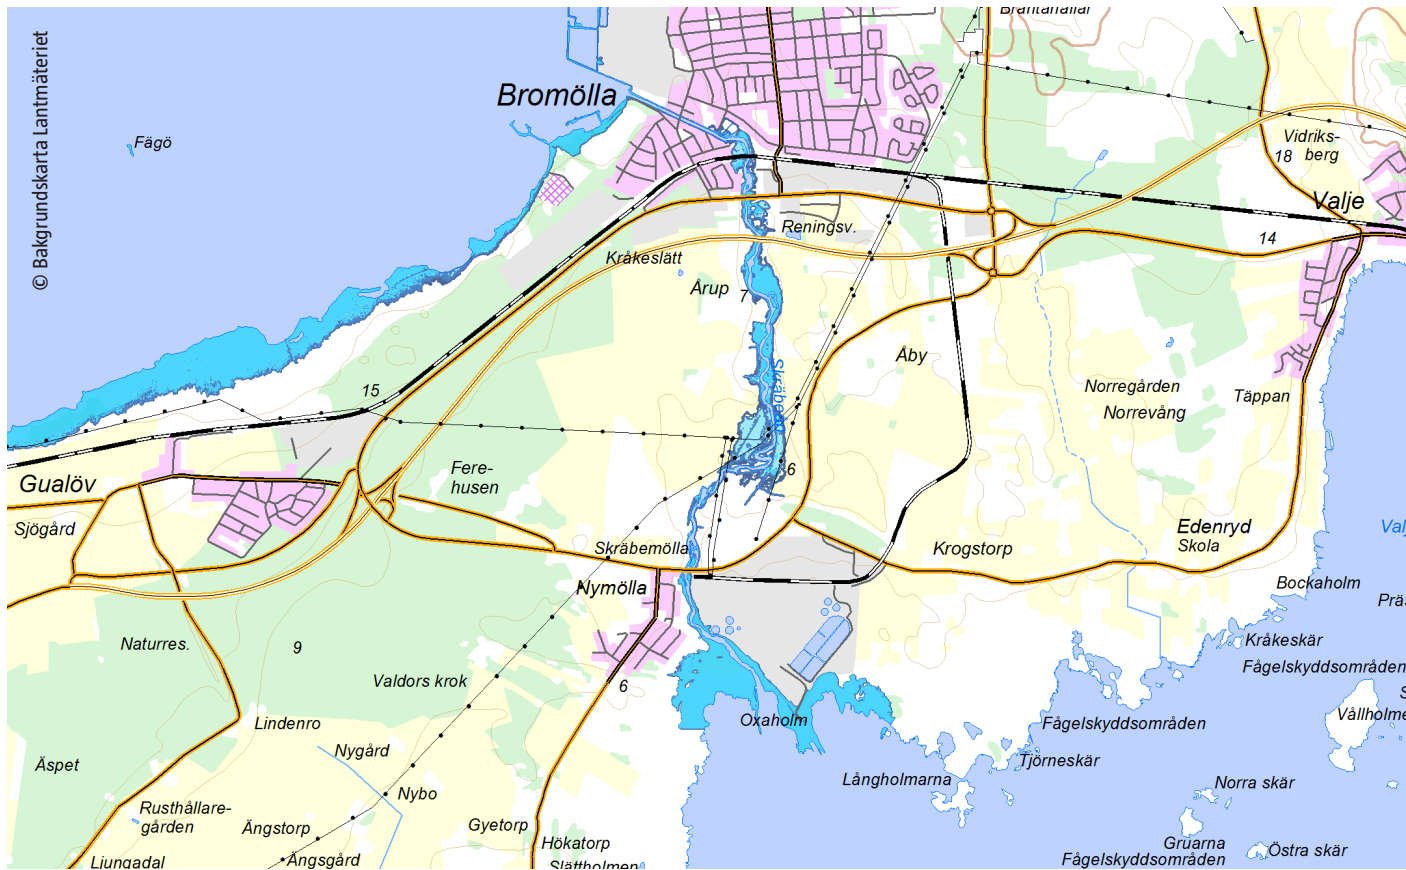 © Bakgrundskarta Lantmäteriet
Bromölla
Fägö
Vidriks-
berg
18
Valje
14
Reningsv.
Kråkeslätt
Årup
7
Åby
Skräbeån
15
Norregården
Norrevång
Täppan
Gualöv
Fere-
husen
6
Sjögård
Edenryd
Skola
Skräbemölla
Krogstorp
Nymölla
Bockaholm
Naturres.
9
Kråkeskär
Fågelskyddsområden
Valdors krok
6
Lindenro
Oxaholm
Fågelskyddsområden
Nygård
Äspet
Tjörneskär
Långholmarna
Norra skär
Nybo
Rusthållare-
gården
Ängstorp
Gyetorp
Hökatorp
Gruarna
Fågelskyddsområden
Östra skär
Ängsgård